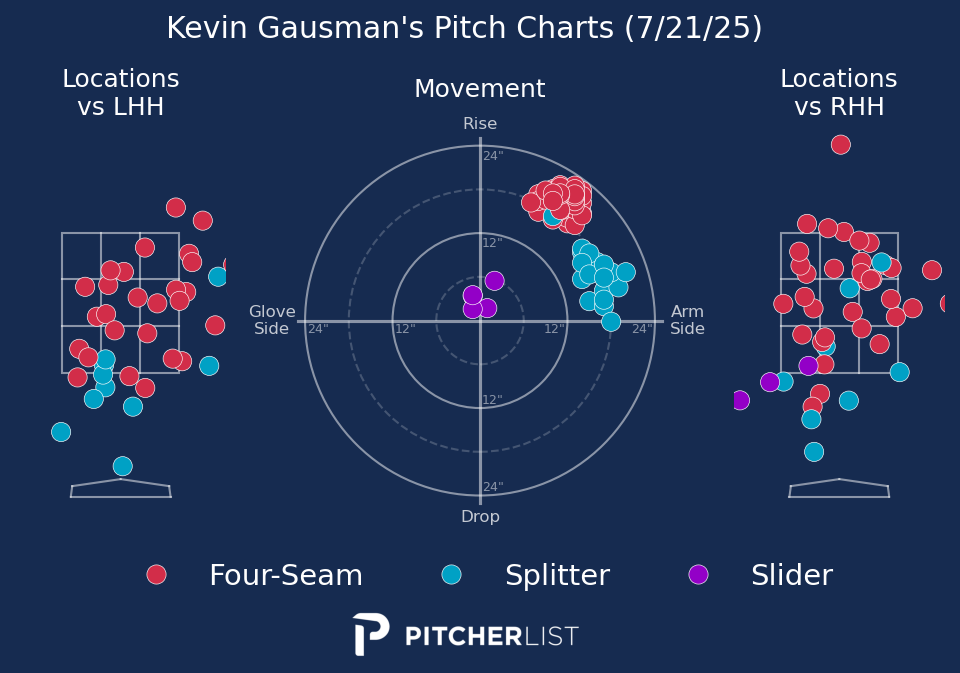 Kevin Gausman's Pitch Charts (7/21/25)
Locations
vs LHH
Movement
Locations
vs RHH
Rise
24"
12"
Glove
Side
24"
12"
12"
24"
Arm
Side
12"
24"
Drop
Four-Seam
Splitter
Slider
PITCHERLIST